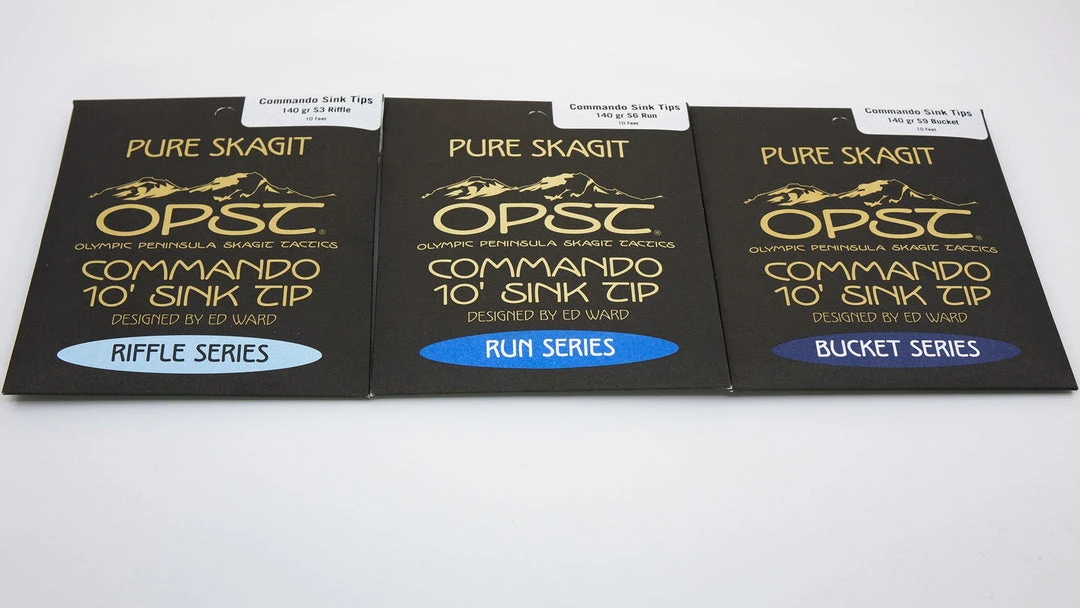 Commando Sink Tips
140 gr S3 Riffle
10 Feet
PURE SKAGIT
OPST®
OLYMPIC PENINSULA SKAGIT TACTICS
COMMANDO
10' SINK TIP
DESIGNED BY ED WARD
RIFFLE SERIES
Commando Sink Tips
140 gr S6 Run
10 Feet
PURE SKAGIT
OPST®
OLYMPIC PENINSULA SKAGIT TACTICS
COMMANDO
10' SINK TIP
DESIGNED BY ED WARD
RUN SERIES
Commando Sink Tips
140 gr S9 Bucket
10 Feet
PURE SKAGIT
OPST®
OLYMPIC PENINSULA SKAGIT TACTICS
COMMANDO
10' SINK TIP
DESIGNED BY ED WARD
BUCKET SERIES